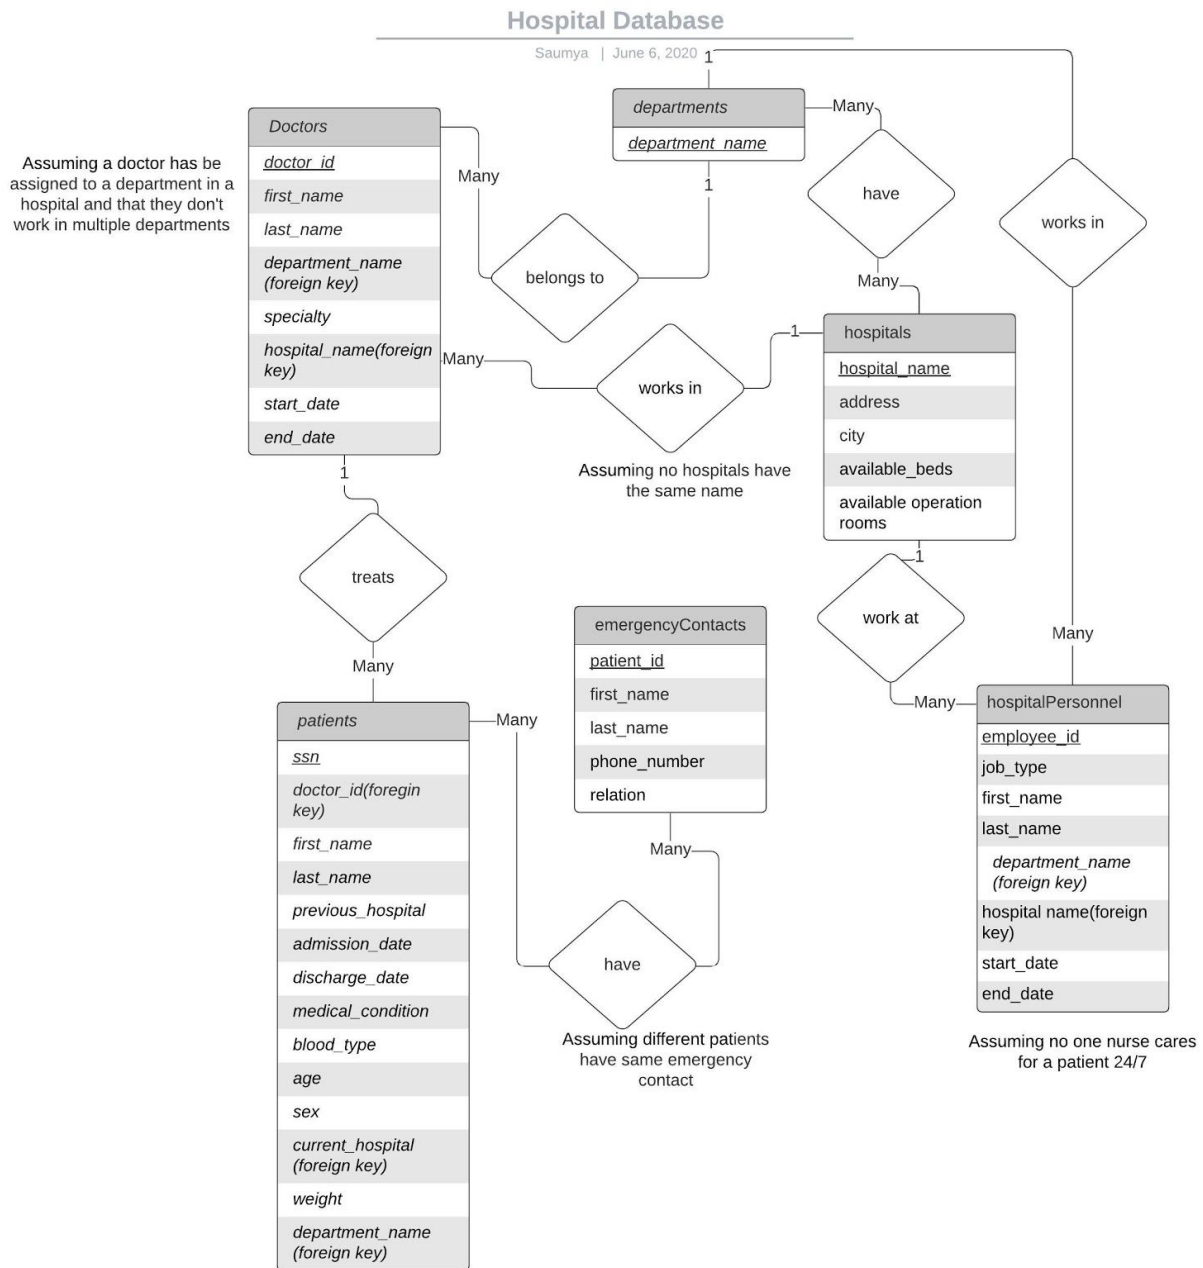 Hospital Database
Saumya | June 6, 2020
1
departments
department_name
Many
1
have
Many
works in
Many
Assuming a doctor has be
assigned to a department in a
hospital and that they don't
work in multiple departments
Doctors
doctor_id
first_name
last_name
department_name
(foreign key)
specialty
hospital_name(foreign
key)
start_date
end_date
Many
belongs to
Many
works in
1
Assuming no hospitals have
the same name
hospitals
hospital_name
address
city
available_beds
available operation
rooms
1
work at
Many
1
treats
Many
emergencyContacts
patient_id
first_name
last_name
phone_number
relation
Many
have
Many
Assuming different patients
have same emergency
contact
patients
ssn
doctor_id(foregin
key)
first_name
last_name
previous_hospital
admission_date
discharge_date
medical_condition
blood_type
age
sex
current_hospital
(foreign key)
weight
department_name
(foreign key)
hospitalPersonnel
employee_id
job_type
first_name
last_name
department_name
(foreign key)
hospital name(foreign
key)
start_date
end_date
Assuming no one nurse cares
for a patient 24/7